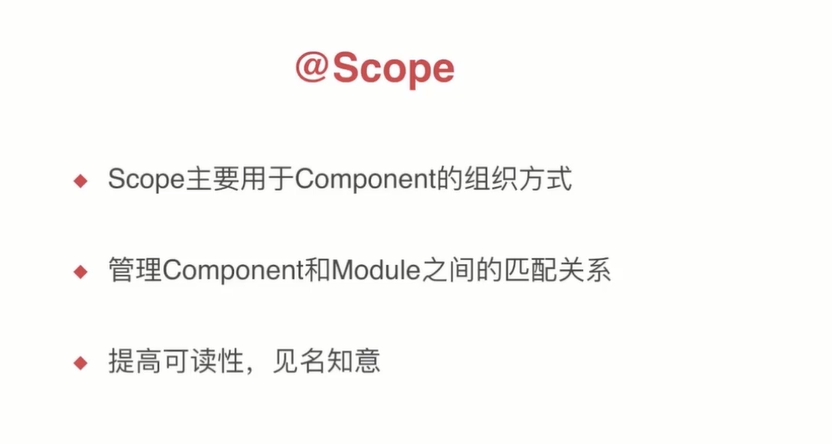 @Scope
Scope主要用于Component的组织方式
管理Component和Module之间的匹配关系
提高可读性，见名知意